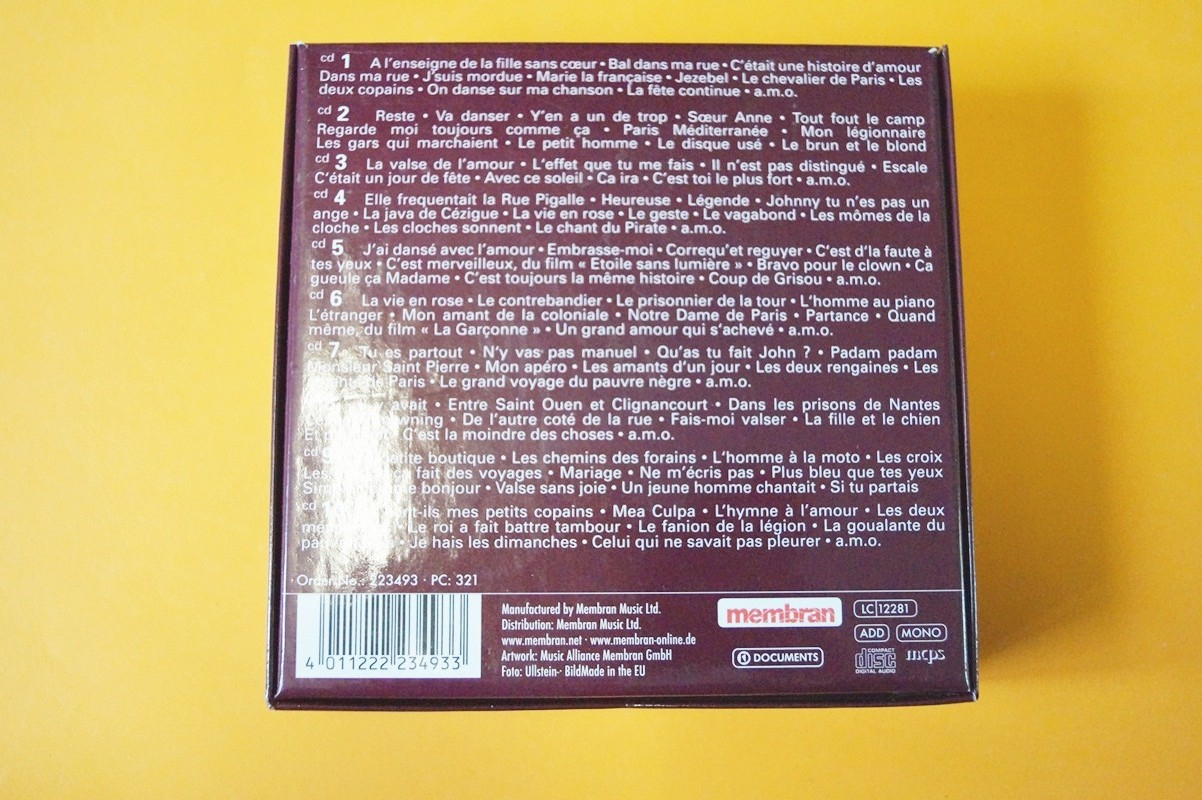 cd 1 A l'enseigne de la fille sans cœur • Bal dans ma rue • C'était une histoire d'amour
Dans ma rue • J'suis mordue • Marie la française • Jezebel • Le chevalier de Paris • Les
deux copains • On danse sur ma chanson • La fête continue • a.m.o.
cd 2 Reste • Va danser • Y'en a un de trop • Sœur Anne • Tout fout le camp
Regarde moi toujours comme ça • Paris Méditerranée • Mon légionnaire
Les gars qui marchaient • Le petit homme • Le disque usé • Le brun et le blond
cd 3 La valse de l'amour • L'effet que tu me fais • Il n'est pas distingué • Escale
C'était un jour de fête • Avec ce soleil • Ca ira • C'est toi le plus fort • a.m.o.
cd 4 Elle frequentait la Rue Pigalle • Heureuse • Légende • Johnny tu n'es pas un
ange • La java de Cézigue • La vie en rose • Le geste • Le vagabond • Les mômes de la
cloche • Les cloches sonnent • Le chant du Pirate • a.m.o.
cd 5 J'ai dansé avec l'amour • Embrasse-moi • Correqu'et reguyer • C'est d'la faute à
tes yeux • C'est merveilleux, du film « Etoile sans lumière » • Bravo pour le clown • Ca
gueule ça Madame • C'est toujours la même histoire • Coup de Grisou • a.m.o.
cd 6 La vie en rose • Le contrebandier • Le prisonnier de la tour • L'homme au piano
L'étranger • Mon amant de la coloniale • Notre Dame de Paris • Partance • Quand
même, du film « La Garçonne » • Un grand amour qui s'achevé • a.m.o.
cd 7 Tu es partout • N'y vas pas manuel • Qu'as tu fait John ? • Padam padam
Monsieur Saint Pierre • Mon apéro • Les amants d'un jour • Les deux rengaines • Les
de Paris • Le grand voyage du pauvre nègre • a.m.o.
avait • Entre Saint Ouen et Clignancourt • Dans les prisons de Nantes
• De l'autre coté de la rue • Fais-moi valser • La fille et le chien
Et C'est la moindre des choses • a.m.o.
cd 9 petite boutique • Les chemins des forains • L'homme à la moto • Les croix
Les fait des voyages • Mariage • Ne m'écris pas • Plus bleu que tes yeux
bonjour • Valse sans joie • Un jeune homme chantait • Si tu partais
cd mes petits copains • Mea Culpa • L'hymne à l'amour • Les deux
Le roi a fait battre tambour • Le fanion de la légion • La goualante du
• Je hais les dimanches • Celui qui ne savait pas pleurer • a.m.o.
· Order No.: 223493 · PC: 321
Manufactured by Membran Music Ltd.
Distribution: Membran Music Ltd.
www.membran.net · www.membran-online.de
Artwork: Music Alliance Membran GmbH
Foto: Ullstein-· BildMade in the EU
4 011222 234933
membran
LC 12281
ADD MONO
DOCUMENTS
COMPACT disc DIGITAL AUDIO
mcps